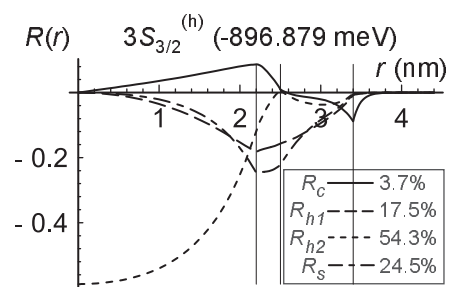 R(r) 3S3/2(h) (-896.879 meV)
r (nm)
1 2 3 4
- 0.2
- 0.4
Rc 3.7%
Rh1 17.5%
Rh2 54.3%
Rs 24.5%